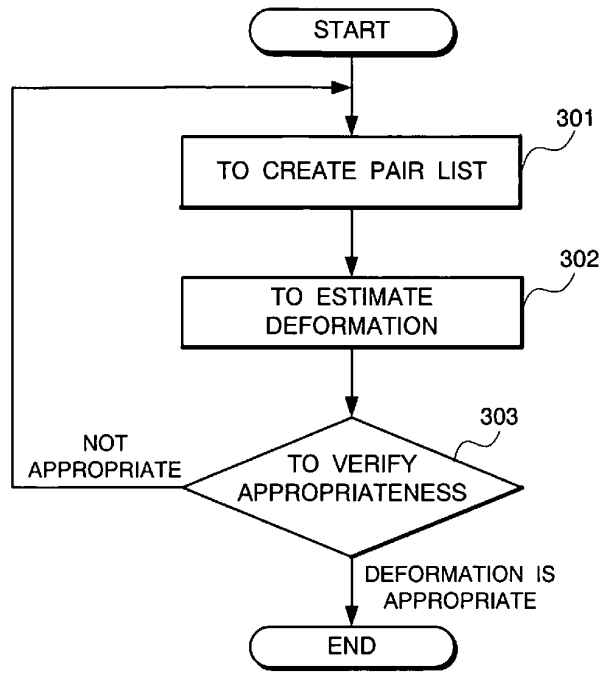 START
301
TO CREATE PAIR LIST
302
TO ESTIMATE
DEFORMATION
303
NOT
APPROPRIATE
TO VERIFY
APPROPRIATENESS
DEFORMATION IS
APPROPRIATE
END